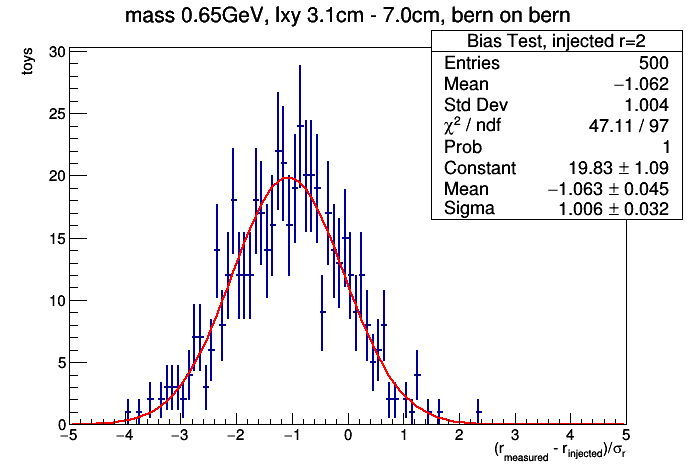 mass 0.65GeV, lxy 3.1cm - 7.0cm, bern on bern
toys
Bias Test, injected r=2
Entries 500
Mean −1.062
Std Dev 1.004
χ² / ndf 47.11 / 97
Prob 1
Constant 19.83 ± 1.09
Mean −1.063 ± 0.045
Sigma 1.006 ± 0.032
30
25
20
15
10
5
0
−5 −4 −3 −2 −1 0 1 2 3 4 5
(r_measured - r_injected)/σ_r